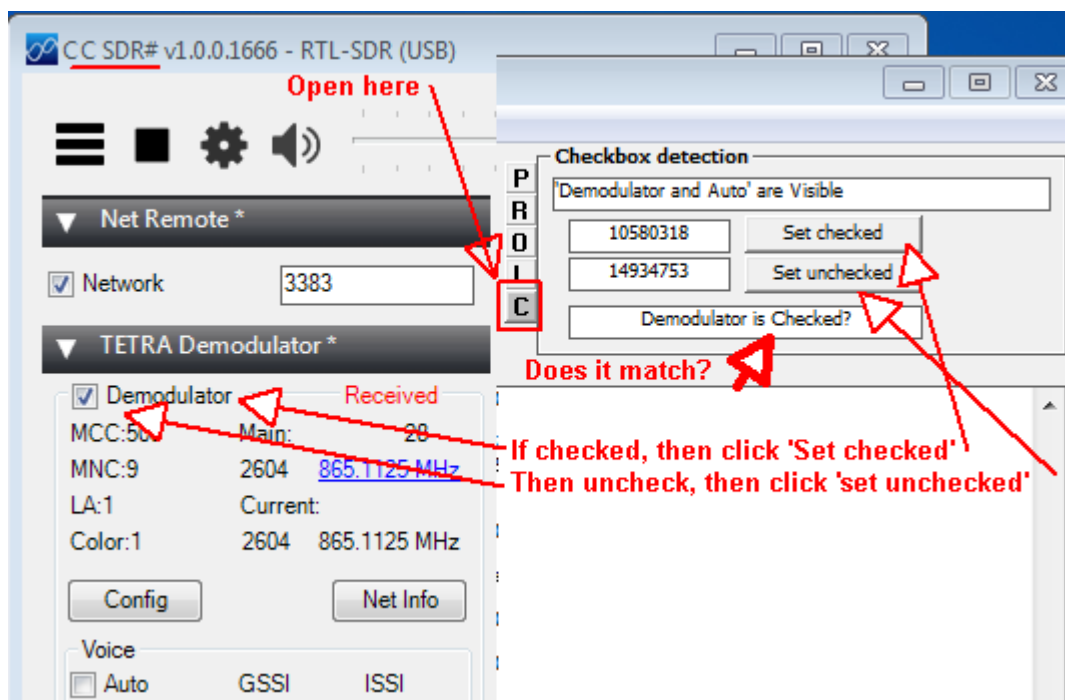 CC SDR# v1.0.0.1666 - RTL-SDR (USB)
Open here
Net Remote *
Network 3383
TETRA Demodulator *
Demodulator Received
Main: 28
MNC:9 2604 865.1125 MHz
LA:1 Current:
Color:1 2604 865.1125 MHz
Config Net Info
Voice
Auto GSSI ISSI
P
R
O
L
C
Checkbox detection
'Demodulator and Auto' are Visible
10580318 Set checked
14934753 Set unchecked
Demodulator is Checked?
Does it match?
If checked, then click 'Set checked'
Then uncheck, then click 'set unchecked'